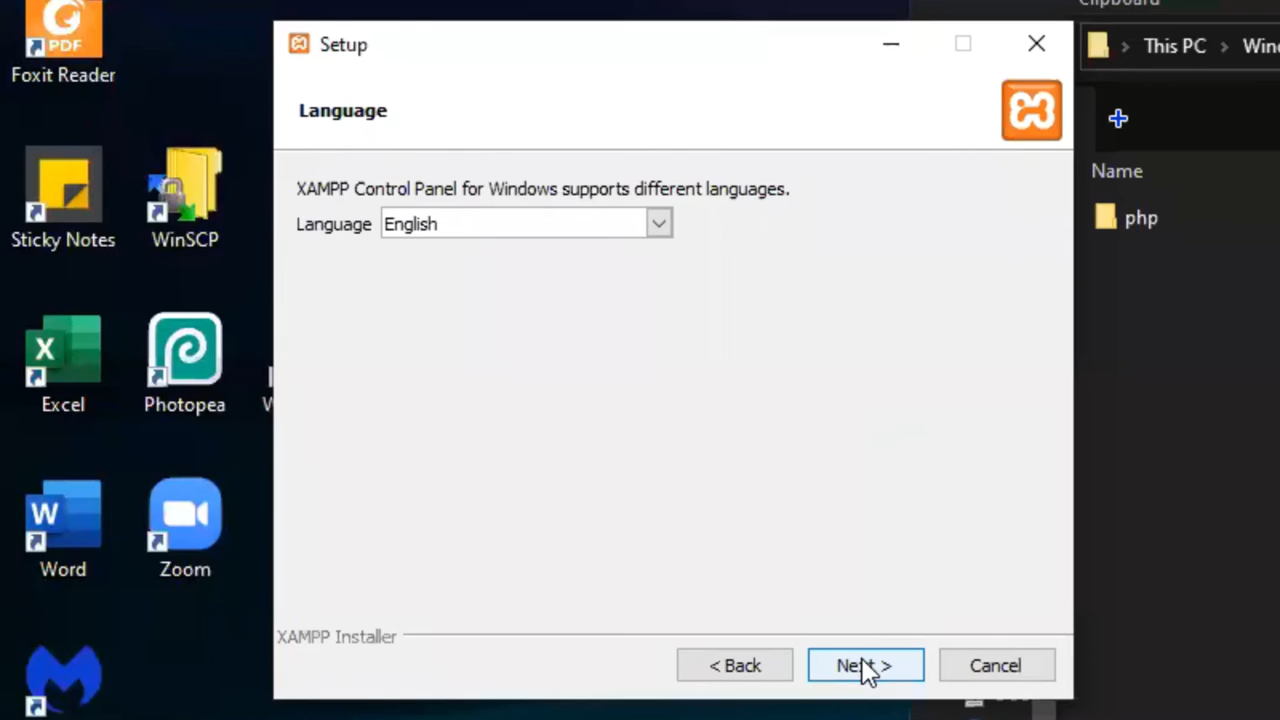 PDF
Foxit Reader
Sticky Notes
WinSCP
X
Excel
Photopea
W
Word
Zoom
Setup
Language
XAMPP Control Panel for Windows supports different languages.
Language English
XAMPP Installer
< Back
Next >
Cancel
This PC
Name
php